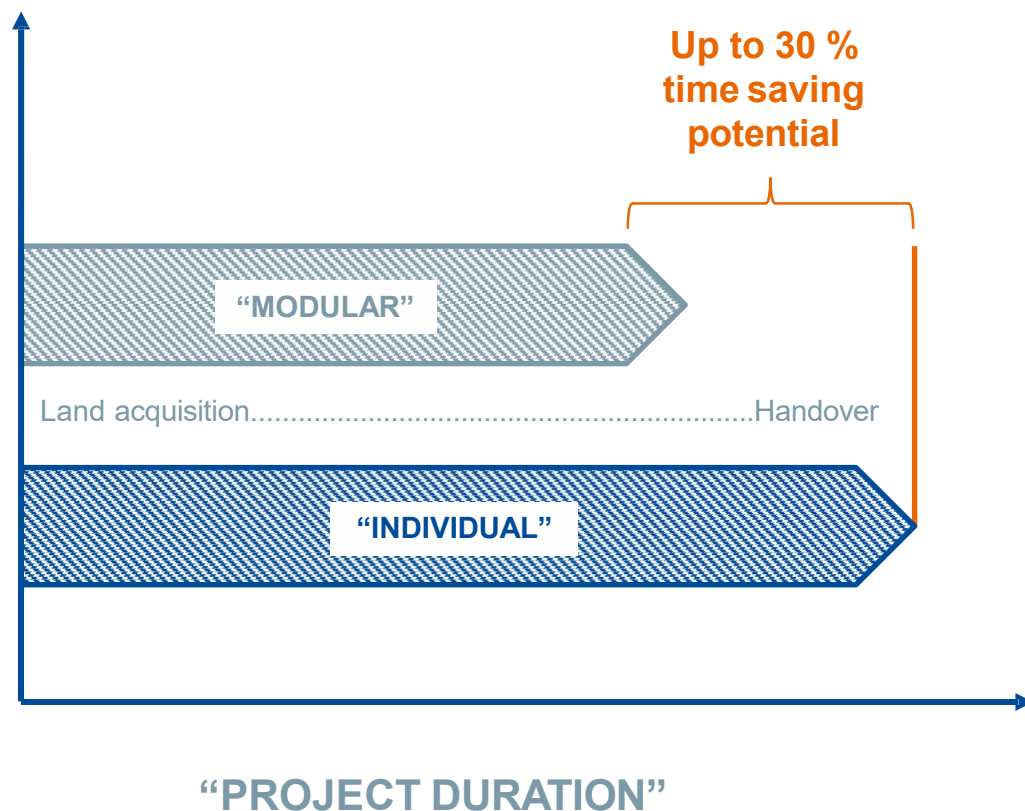 Up to 30 %
time saving
potential
“MODULAR”
Land acquisition....................................................................Handover
“INDIVIDUAL”
“PROJECT DURATION”